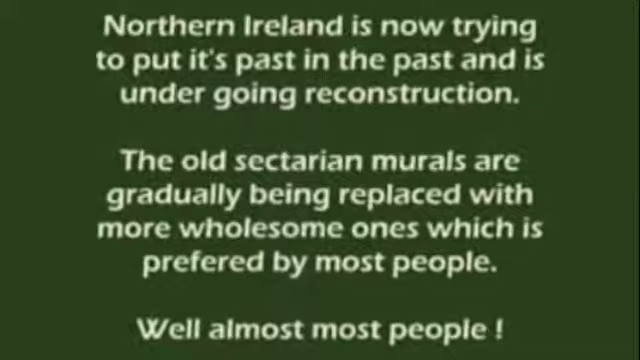 Northern Ireland is now trying
to put it's past in the past and is
under going reconstruction.
The old sectarian murals are
gradually being replaced with
more wholesome ones which is
prefered by most people.
Well almost most people !